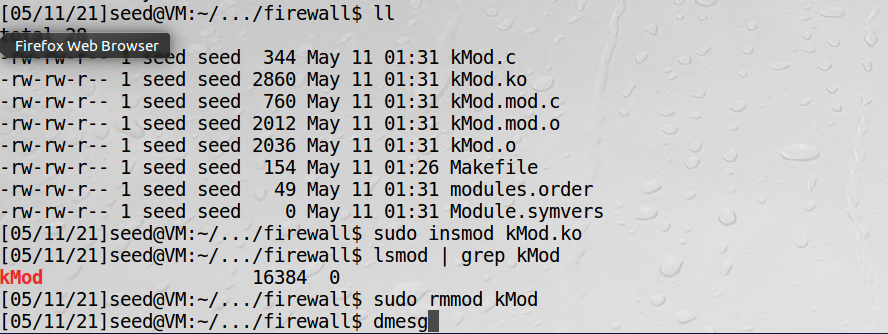 [05/11/21]seed@VM:~/.../firewall$ ll
Firefox Web Browser
-rw-rw-r-- 1 seed seed  344 May 11 01:31 kMod.c
-rw-rw-r-- 1 seed seed 2860 May 11 01:31 kMod.ko
-rw-rw-r-- 1 seed seed  760 May 11 01:31 kMod.mod.c
-rw-rw-r-- 1 seed seed 2012 May 11 01:31 kMod.mod.o
-rw-rw-r-- 1 seed seed 2036 May 11 01:31 kMod.o
-rw-rw-r-- 1 seed seed  154 May 11 01:26 Makefile
-rw-rw-r-- 1 seed seed   49 May 11 01:31 modules.order
-rw-rw-r-- 1 seed seed    0 May 11 01:31 Module.symvers
[05/11/21]seed@VM:~/.../firewall$ sudo insmod kMod.ko
[05/11/21]seed@VM:~/.../firewall$ lsmod | grep kMod
kMod                   16384  0
[05/11/21]seed@VM:~/.../firewall$ sudo rmmod kMod
[05/11/21]seed@VM:~/.../firewall$ dmesg